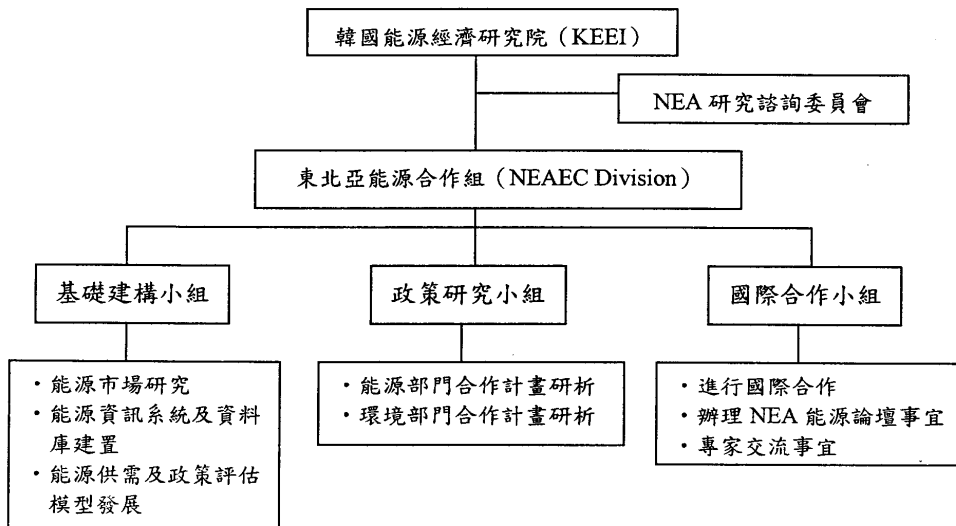 韓國能源經濟研究院（KEEI）
NEA 研究諮詢委員會
東北亞能源合作組（NEAEC Division）
基礎建構小組
政策研究小組
國際合作小組
・能源市場研究
・能源資訊系統及資料
庫建置
・能源供需及政策評估
模型發展
・能源部門合作計畫研析
・環境部門合作計畫研析
・進行國際合作
・辦理 NEA 能源論壇事宜
・專家交流事宜